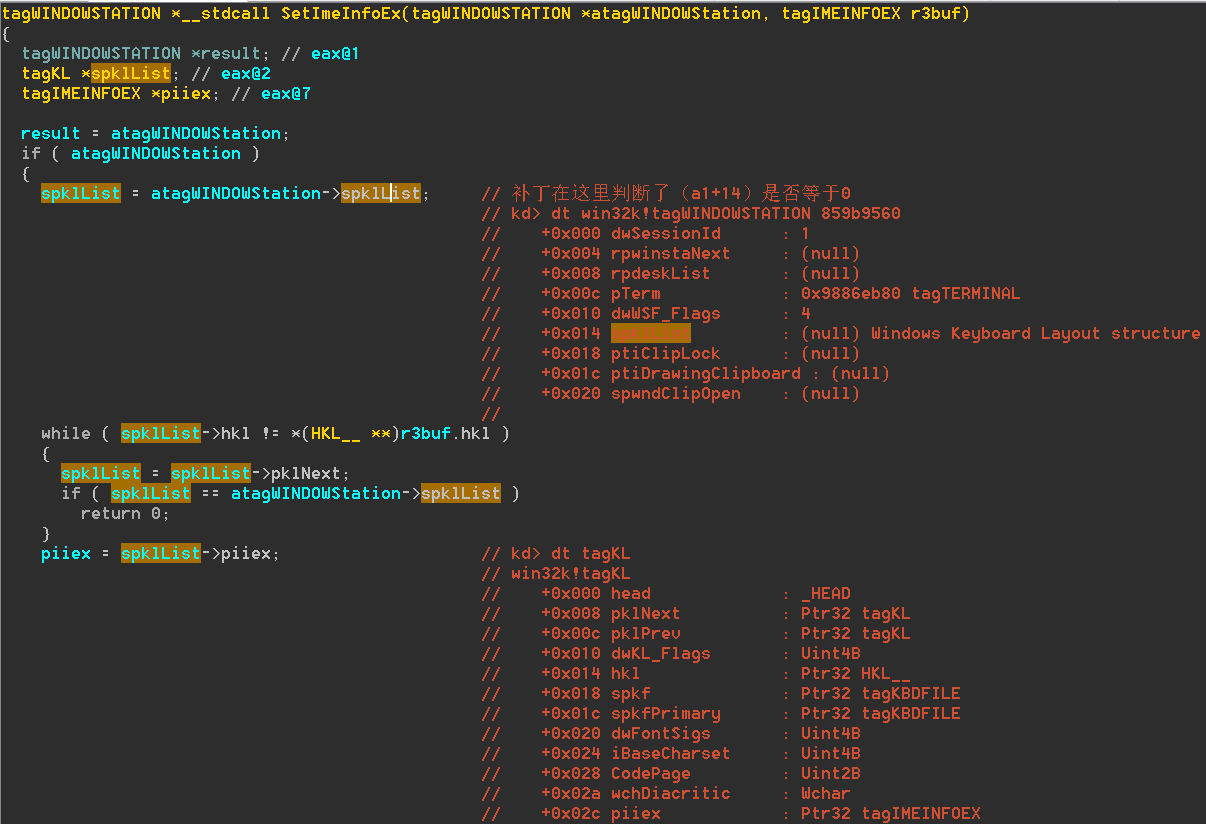 tagWINDOWSTATION *__stdcall SetImeInfoEx(tagWINDOWSTATION *atagWINDOWStation, tagIMEINFOEX r3buf)
{
tagWINDOWSTATION *result; // eax@1
tagKL *spklList; // eax@2
tagIMEINFOEX *piiex; // eax@7
result = atagWINDOWStation;
if ( atagWINDOWStation )
{
spklList = atagWINDOWStation->spklList; // 补丁在这里判断了（a1+14）是否等于0
// kd> dt win32k!tagWINDOWSTATION 859b9560
// +0x000 dwSessionId : 1
// +0x004 rpwinstaNext : (null)
// +0x008 rpdeskList : (null)
// +0x00c pTerm : 0x9886eb80 tagTERMINAL
// +0x010 dwWSF_Flags : 4
// +0x014 : (null) Windows Keyboard Layout structure
// +0x018 ptiClipLock : (null)
// +0x01c ptiDrawingClipboard : (null)
// +0x020 spwndClipOpen : (null)
//
while ( spklList->hkl != *(HKL__ **)r3buf.hkl )
{
spklList = spklList->pklNext;
if ( spklList == atagWINDOWStation->spklList )
return 0;
}
piiex = spklList->piiex; // kd> dt tagKL
// win32k!tagKL
// +0x000 head : _HEAD
// +0x008 pklNext : Ptr32 tagKL
// +0x00c pklPrev : Ptr32 tagKL
// +0x010 dwKL_Flags : Uint4B
// +0x014 hkl : Ptr32 HKL__
// +0x018 spkf : Ptr32 tagKBDFILE
// +0x01c spkfPrimary : Ptr32 tagKBDFILE
// +0x020 dwFontSigs : Uint4B
// +0x024 iBaseCharset : Uint4B
// +0x028 CodePage : Uint2B
// +0x02a wchDiacritic : Wchar
// +0x02c piiex : Ptr32 tagIMEINFOEX